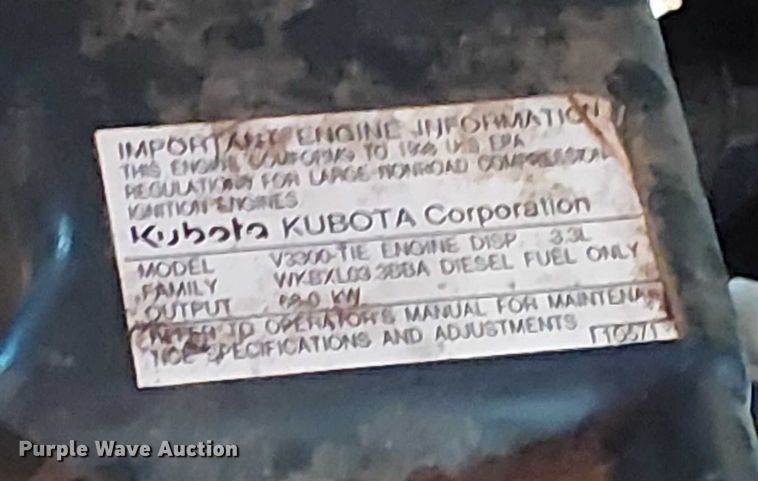 IMPORTANT ENGINE INFORMATION
THIS ENGINE CONFORMS TO U.S. EPA
REGULATIONS FOR LARGE NONROAD COMPRESSION
IGNITION ENGINES
Kubota KUBOTA Corporation
MODEL V3300-TIE ENGINE DISP 3.3L
FAMILY DIESEL FUEL ONLY
OUTPUT KW
REFER TO OPERATOR'S MANUAL FOR MAINTENA-
NCE SPECIFICATIONS AND ADJUSTMENTS
Purple Wave Auction